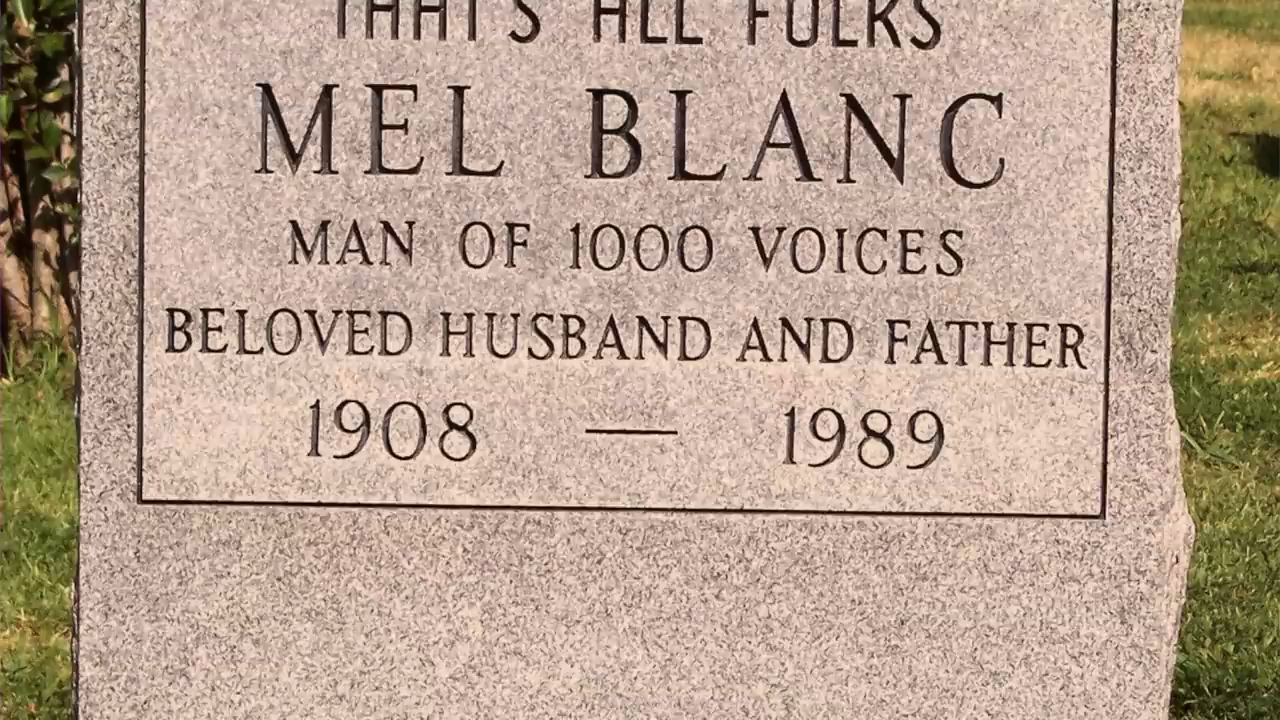 THAT'S ALL FOLKS
MEL BLANC
MAN OF 1000 VOICES
BELOVED HUSBAND AND FATHER
1908 — 1989